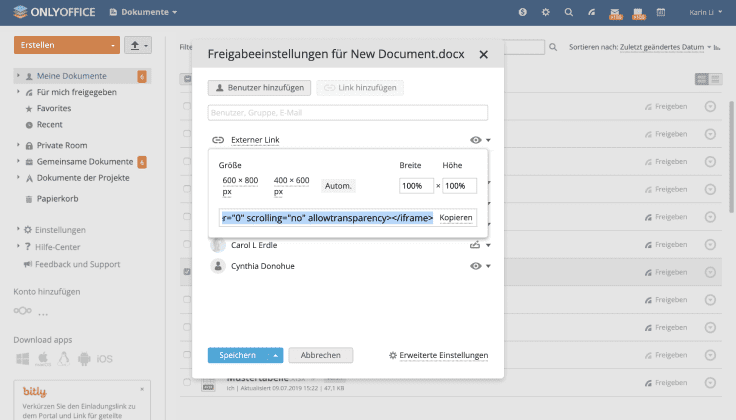 ONLYOFFICE
Dokumente
Karin Li
Erstellen
Meine Dokumente 6
Für mich freigegeben
Favorites
Recent
Private Room
Gemeinsame Dokumente 6
Dokumente der Projekte
Papierkorb
Einstellungen
Hilfe-Center
Feedback und Support
Konto hinzufügen
...
Download apps
macOS
iOS
bitly
Verkürzen Sie den Einladungslink zu
dem Portal und Link für geteilte
Filte
Sortieren nach: Zuletzt geändertes Datum
Freigabeeinstellungen für New Document.docx
Benutzer hinzufügen
Link hinzufügen
Benutzer, Gruppe, E-Mail
Externer Link
Größe
Breite
Höhe
600 × 800
px
400 × 600
px
Autom.
100%
×
100%
r="0" scrolling="no" allowtransparency></iframe>
Kopieren
Carol L Erdle
Cynthia Donohue
Speichern
Abbrechen
Erweiterte Einstellungen
Freigeben
Freigeben
Freigeben
Freigeben
Freigeben
Freigeben
Freigeben
Freigeben
Freigeben
Freigeben
Freigeben
Mustertabelle
Ich | Aktualisiert 09.07.2019 15:22 | 47,1 KB